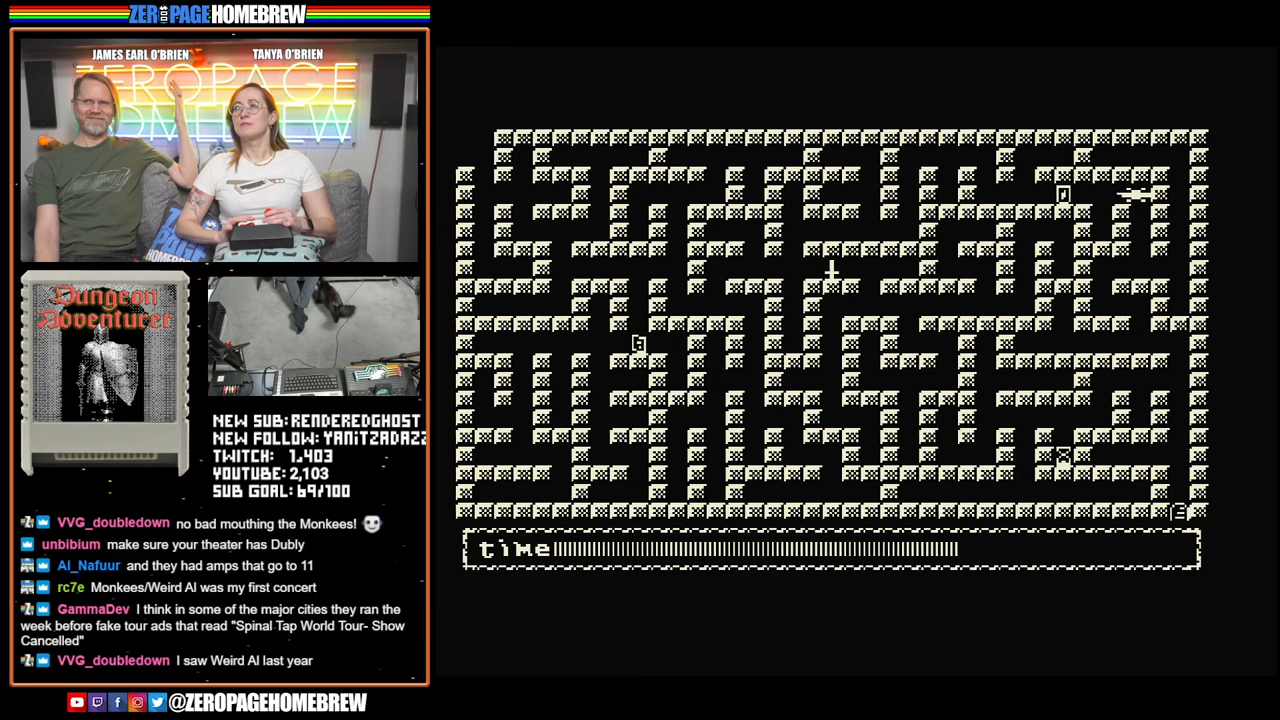 ZEROPAGE HOMEBREW
JAMES EARL O'BRIEN
TANYA O'BRIEN
ZEROPAGE
HOMEBREW
Dungeon
Adventurer
NEW SUB: RENDEREDGHOST
NEW FOLLOW: YANITZADAZZ
TWITCH: 1,403
YOUTUBE: 2,103
SUB GOAL: 69/100
VVG_doubledown no bad mouthing the Monkees!
unbibium make sure your theater has Dubly
Al_Nafuur and they had amps that go to 11
rc7e Monkees/Weird Al was my first concert
GammaDev I think in some of the major cities they ran the
week before fake tour ads that read "Spinal Tap World Tour- Show
Cancelled"
VVG_doubledown I saw Weird Al last year
@ZEROPAGEHOMEBREW
time